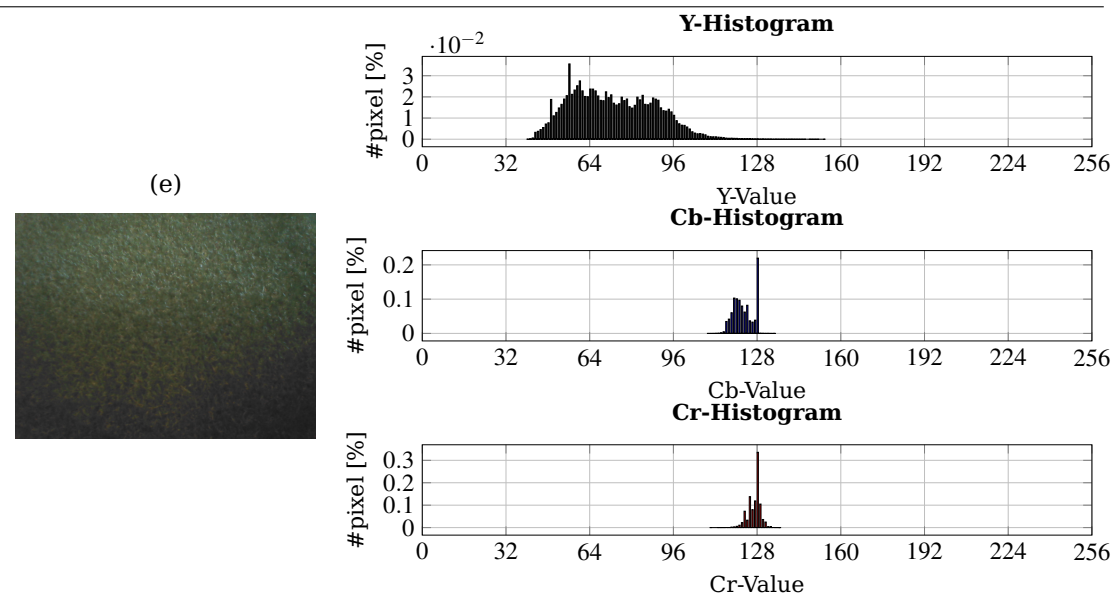 (e)
Y-Histogram
·10−2
#pixel [%]
3
2
1
0
0 32 64 96 128 160 192 224 256
Y-Value
Cb-Histogram
#pixel [%]
0.2
0.1
0
0 32 64 96 128 160 192 224 256
Cb-Value
Cr-Histogram
#pixel [%]
0.3
0.2
0.1
0
0 32 64 96 128 160 192 224 256
Cr-Value